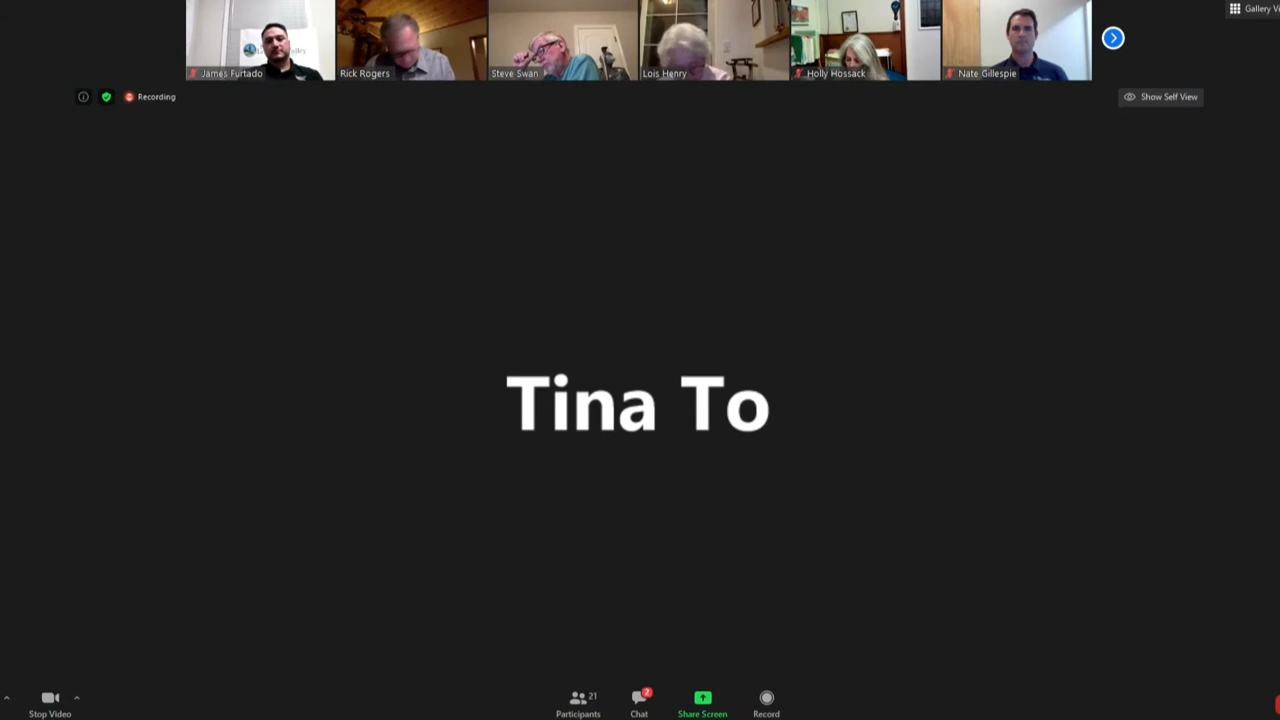 James Furtado
Rick Rogers
Steve Swan
Lois Henry
Holly Hossack
Nate Gillespie
Gallery Vi
Recording
Show Self View
Tina To
Stop Video
21
Participants
2
Chat
Share Screen
Record